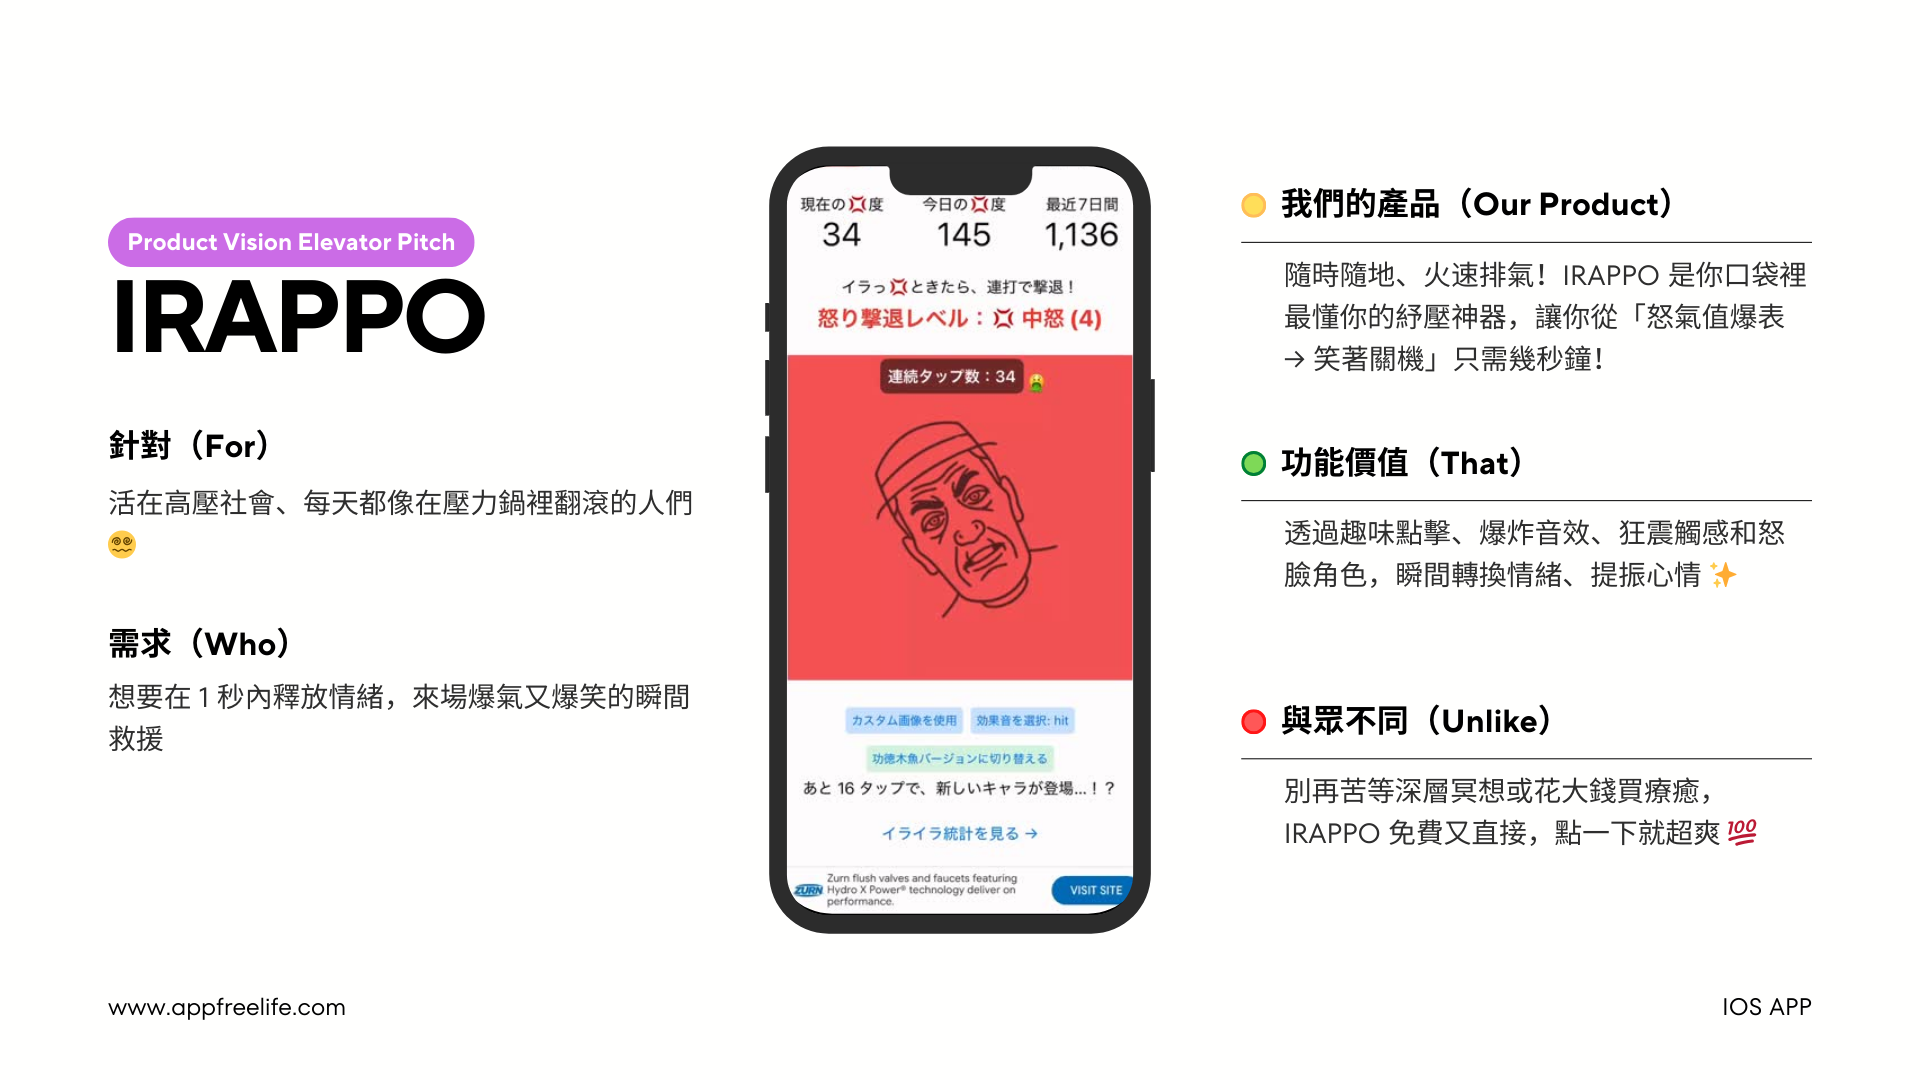 Product Vision Elevator Pitch
IRAPPO
針對（For）
活在高壓社會、每天都像在壓力鍋裡翻滾的人們
😵‍💫
需求（Who）
想要在 1 秒內釋放情緒，來場爆氣又爆笑的瞬間
救援
現在の💢度
34
今日の💢度
145
最近7日間
1,136
イラっ💢ときたら、連打で撃退！
怒り撃退レベル：💢 中怒 (4)
連続タップ数：34 🤮
カスタム画像を使用
効果音を選択: hit
功徳木魚バージョンに切り替える
あと 16 タップで、新しいキャラが登場...！？
イライラ統計を見る →
ZURN
Zurn flush valves and faucets featuring
Hydro X Power® technology deliver on
performance.
VISIT SITE
我們的產品（Our Product）
隨時隨地、火速排氣！IRAPPO 是你口袋裡
最懂你的紓壓神器，讓你從「怒氣值爆表
→ 笑著關機」只需幾秒鐘！
功能價值（That）
透過趣味點擊、爆炸音效、狂震觸感和怒
臉角色，瞬間轉換情緒、提振心情 ✨
與眾不同（Unlike）
別再苦等深層冥想或花大錢買療癒，
IRAPPO 免費又直接，點一下就超爽 💯
www.appfreelife.com
IOS APP